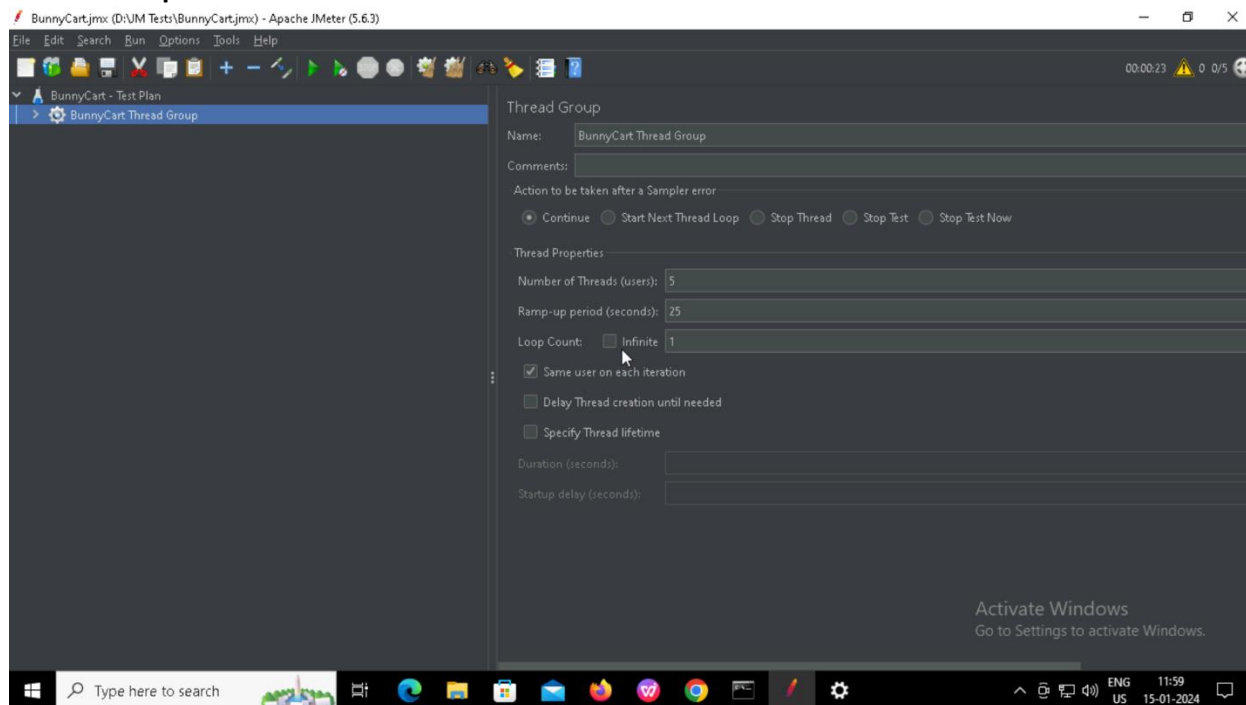 BunnyCart.jmx (D:\JM Tests\BunnyCart.jmx) - Apache JMeter (5.6.3)
File Edit Search Run Options Tools Help
00:00:23 0 0/5
BunnyCart - Test Plan
BunnyCart Thread Group
Thread Group
Name: BunnyCart Thread Group
Comments:
Action to be taken after a Sampler error
Continue Start Next Thread Loop Stop Thread Stop Test Stop Test Now
Thread Properties
Number of Threads (users): 5
Ramp-up period (seconds): 25
Loop Count: Infinite 1
Same user on each iteration
Delay Thread creation until needed
Specify Thread lifetime
Duration (seconds):
Startup delay (seconds):
Activate Windows
Go to Settings to activate Windows.
Type here to search
ENG 11:59
US 15-01-2024